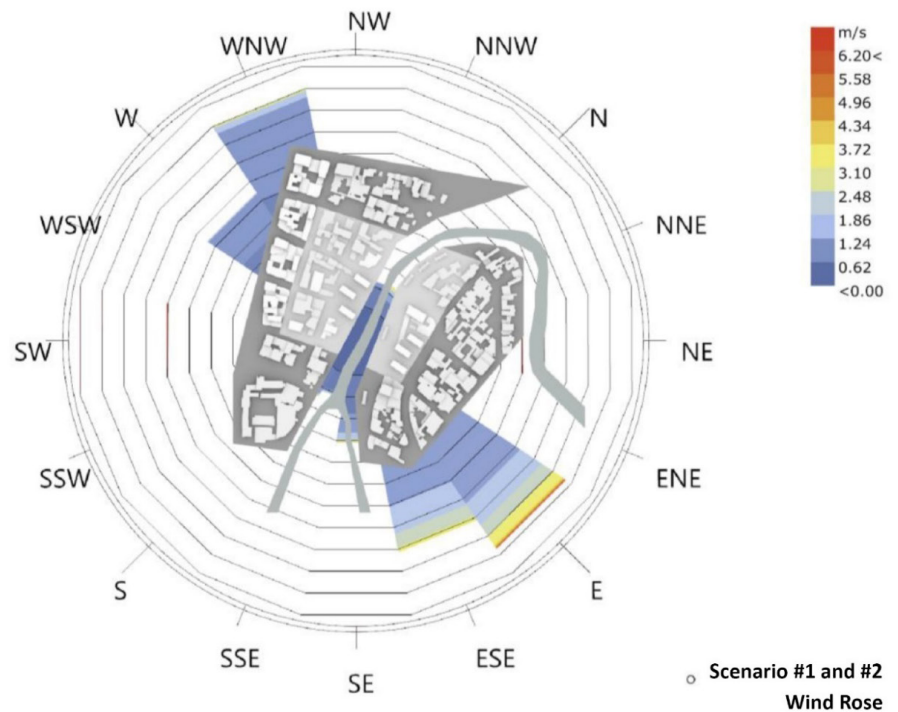 NW
WNW
NNW
W
N
WSW
NNE
SW
NE
SSW
ENE
S
E
SSE
ESE
SE
m/s
6.20<
5.58
4.96
4.34
3.72
3.10
2.48
1.86
1.24
0.62
<0.00
Scenario #1 and #2
Wind Rose